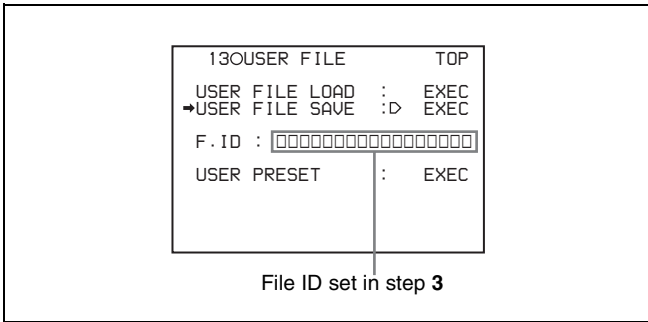 130USER FILE TOP
USER FILE LOAD : EXEC
➡USER FILE SAVE :▷ EXEC
F.ID : □□□□□□□□□□□□□□□□□□
USER PRESET : EXEC
File ID set in step 3